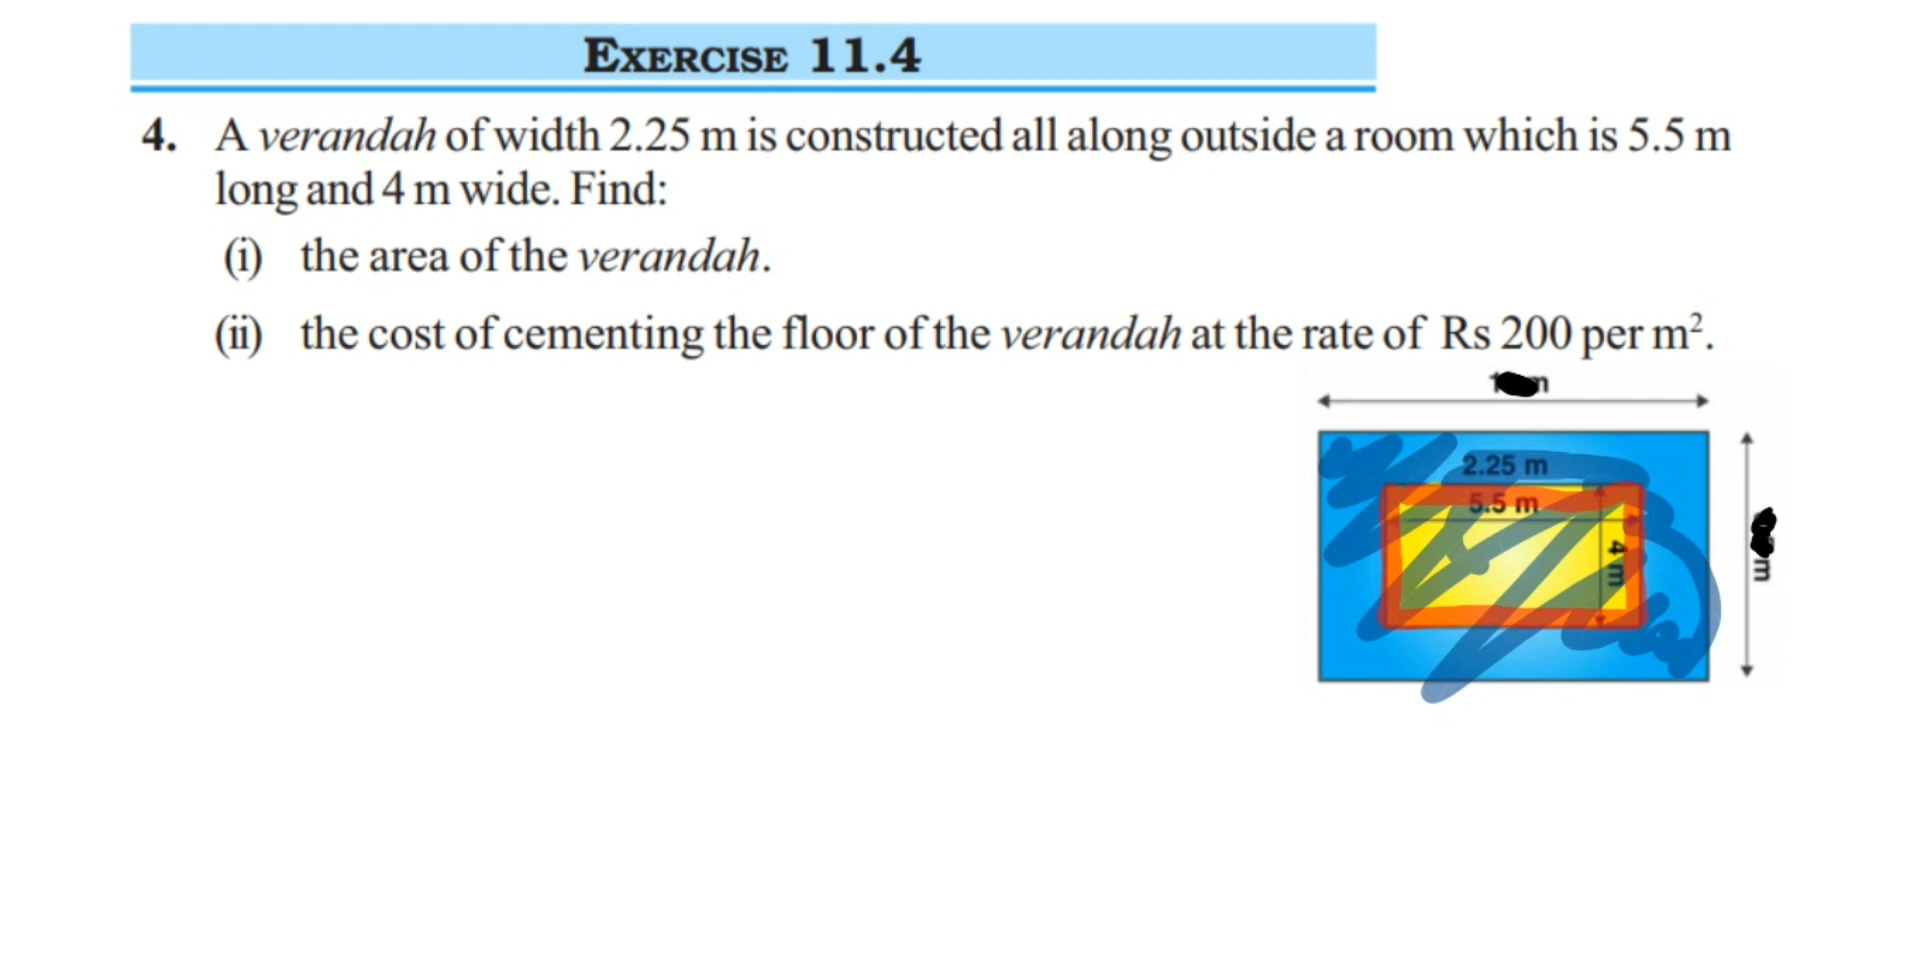 EXERCISE 11.4
4. A verandah of width 2.25 m is constructed all along outside a room which is 5.5 m
long and 4 m wide. Find:
(i) the area of the verandah.
(ii) the cost of cementing the floor of the verandah at the rate of Rs 200 per m².
2.25 m
5.5 m
4 m
m